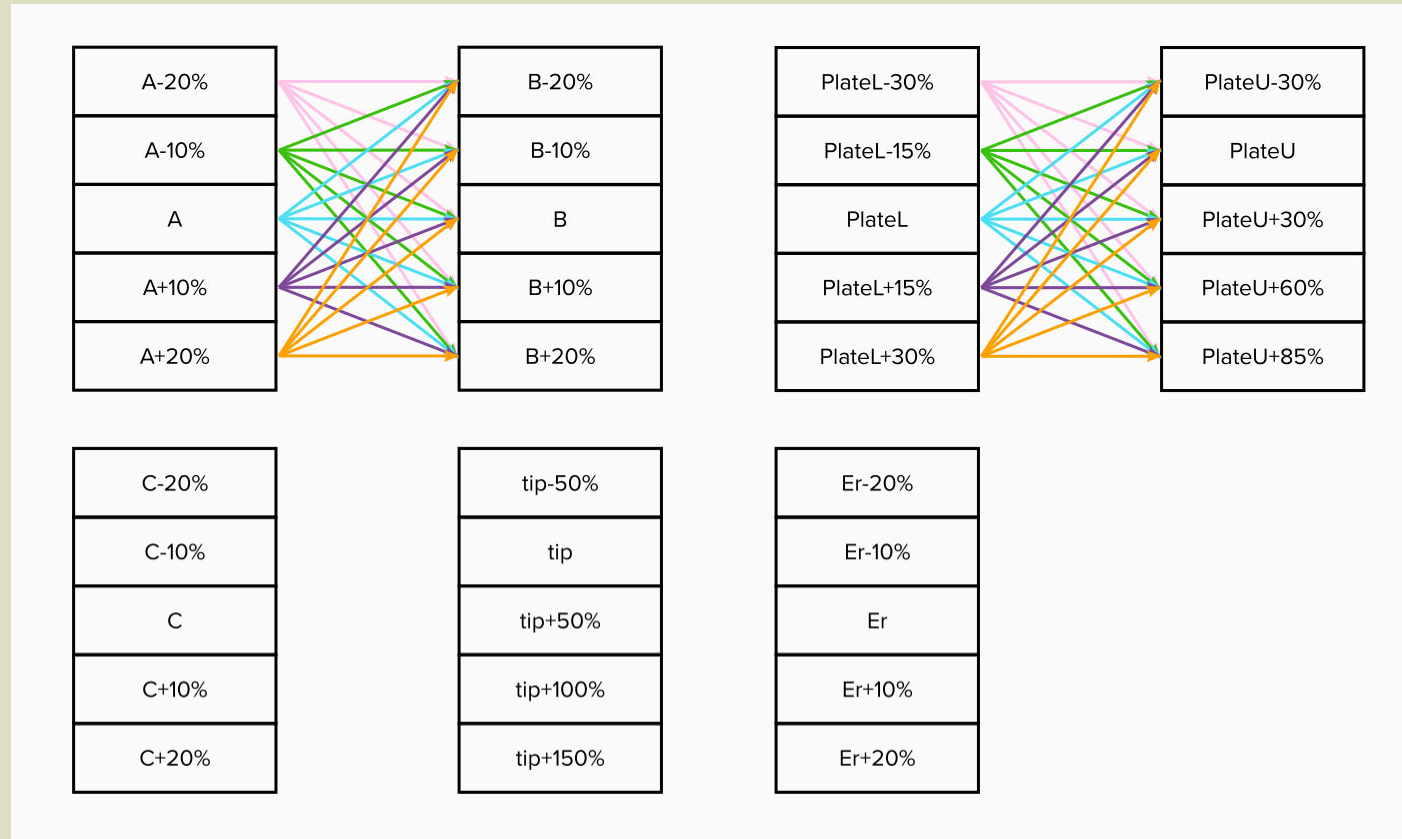 A-20%
A-10%
A
A+10%
A+20%
B-20%
B-10%
B
B+10%
B+20%
PlateL-30%
PlateL-15%
PlateL
PlateL+15%
PlateL+30%
PlateU-30%
PlateU
PlateU+30%
PlateU+60%
PlateU+85%
C-20%
C-10%
C
C+10%
C+20%
tip-50%
tip
tip+50%
tip+100%
tip+150%
Er-20%
Er-10%
Er
Er+10%
Er+20%